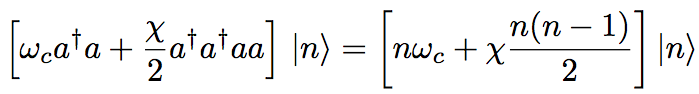 [ω_c a†a + χ/2 a†a†aa] |n⟩ = [nω_c + χ n(n − 1)/2] |n⟩